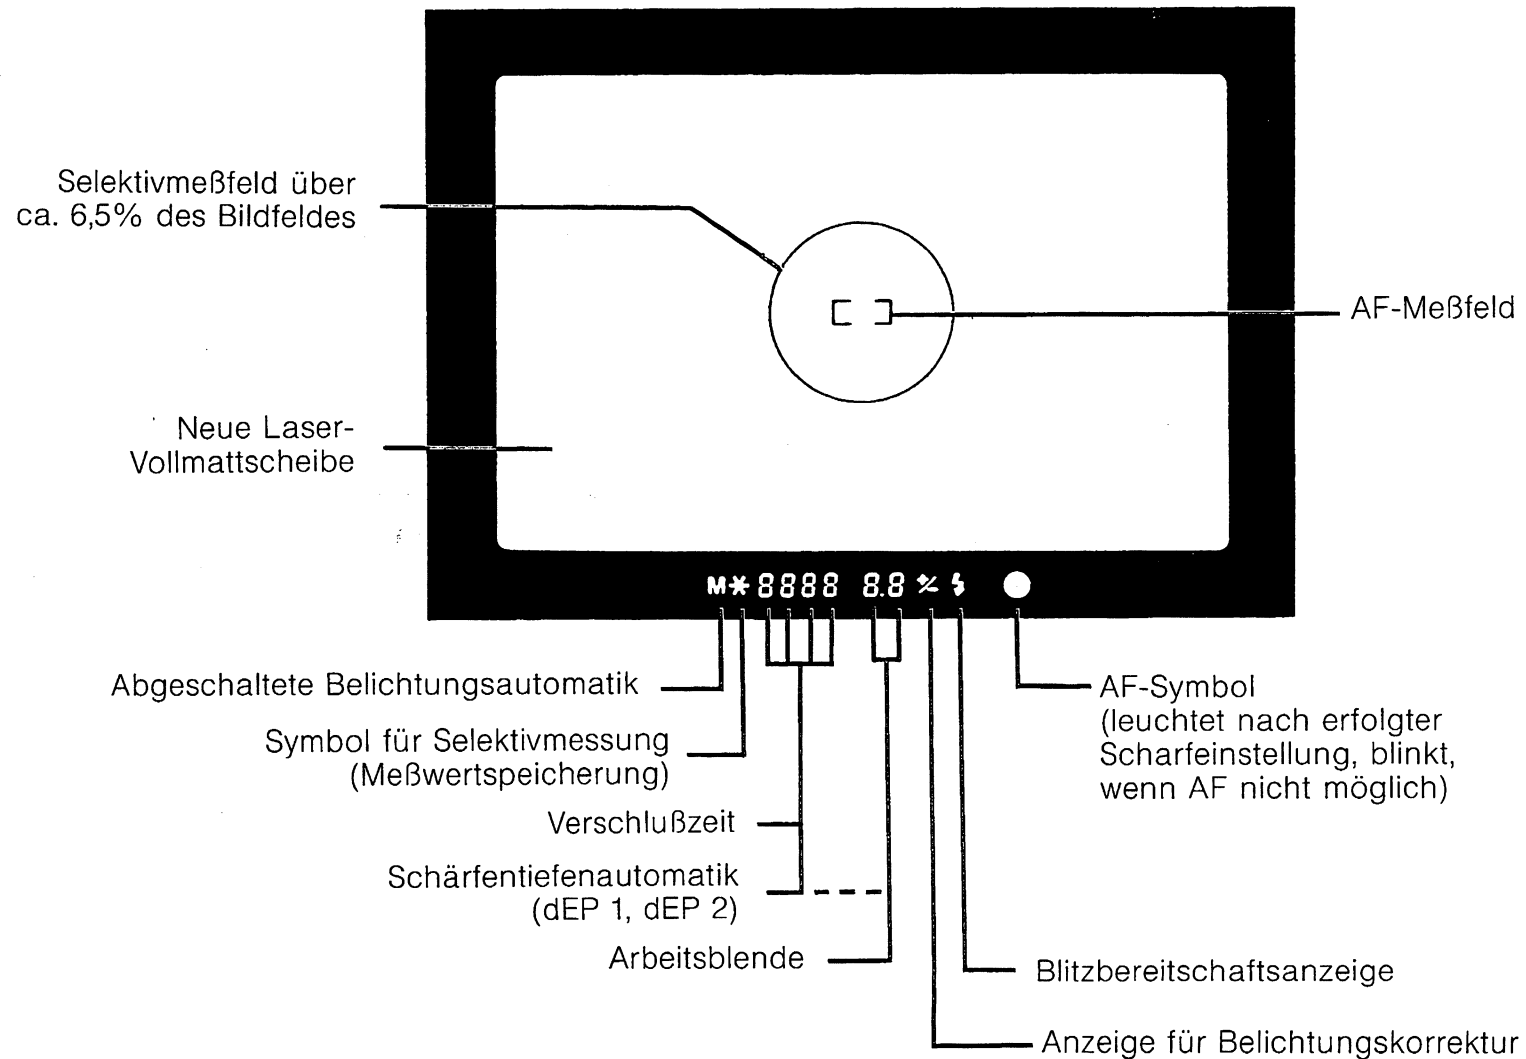 Selektivmeßfeld über
ca. 6,5% des Bildfeldes
AF-Meßfeld
Neue Laser-
Vollmattscheibe
M* 8888 8.8 +/- ϟ
Abgeschaltete Belichtungsautomatik
Symbol für Selektivmessung
(Meßwertspeicherung)
Verschlußzeit
Schärfentiefenautomatik
(dEP 1, dEP 2)
Arbeitsblende
AF-Symbol
(leuchtet nach erfolgter
Scharfeinstellung, blinkt,
wenn AF nicht möglich)
Blitzbereitschaftsanzeige
Anzeige für Belichtungskorrektur